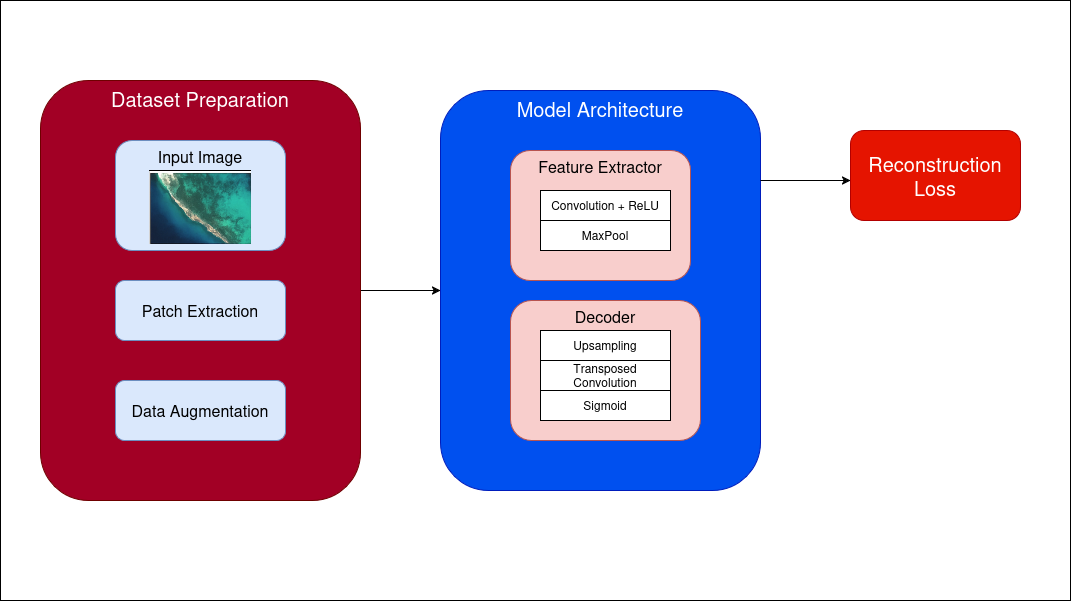 Dataset Preparation
Input Image
Patch Extraction
Data Augmentation
Model Architecture
Feature Extractor
Convolution + ReLU
MaxPool
Decoder
Upsampling
Transposed
Convolution
Sigmoid
Reconstruction
Loss